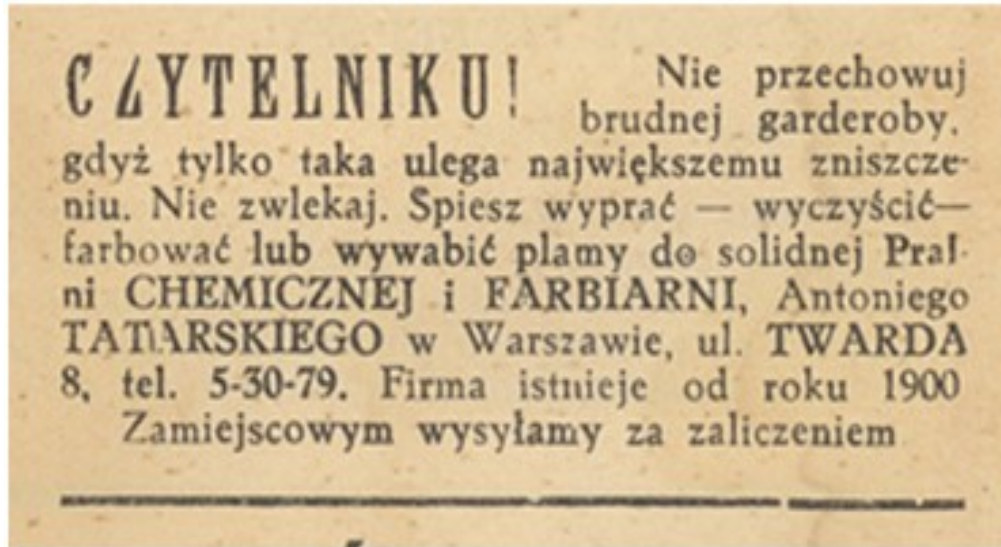 CZYTELNIKU! Nie przechowuj
brudnej garderoby,
gdyż tylko taka ulega największemu zniszcze-
niu. Nie zwlekaj. Spiesz wyprać — wyczyścić—
farbować lub wywabić plamy do solidnej Pral-
ni CHEMICZNEJ i FARBIARNI, Antoniego
TATARSKIEGO w Warszawie, ul. TWARDA
8, tel. 5-30-79. Firma istnieje od roku 1900
Zamiejscowym wysyłamy za zaliczeniem